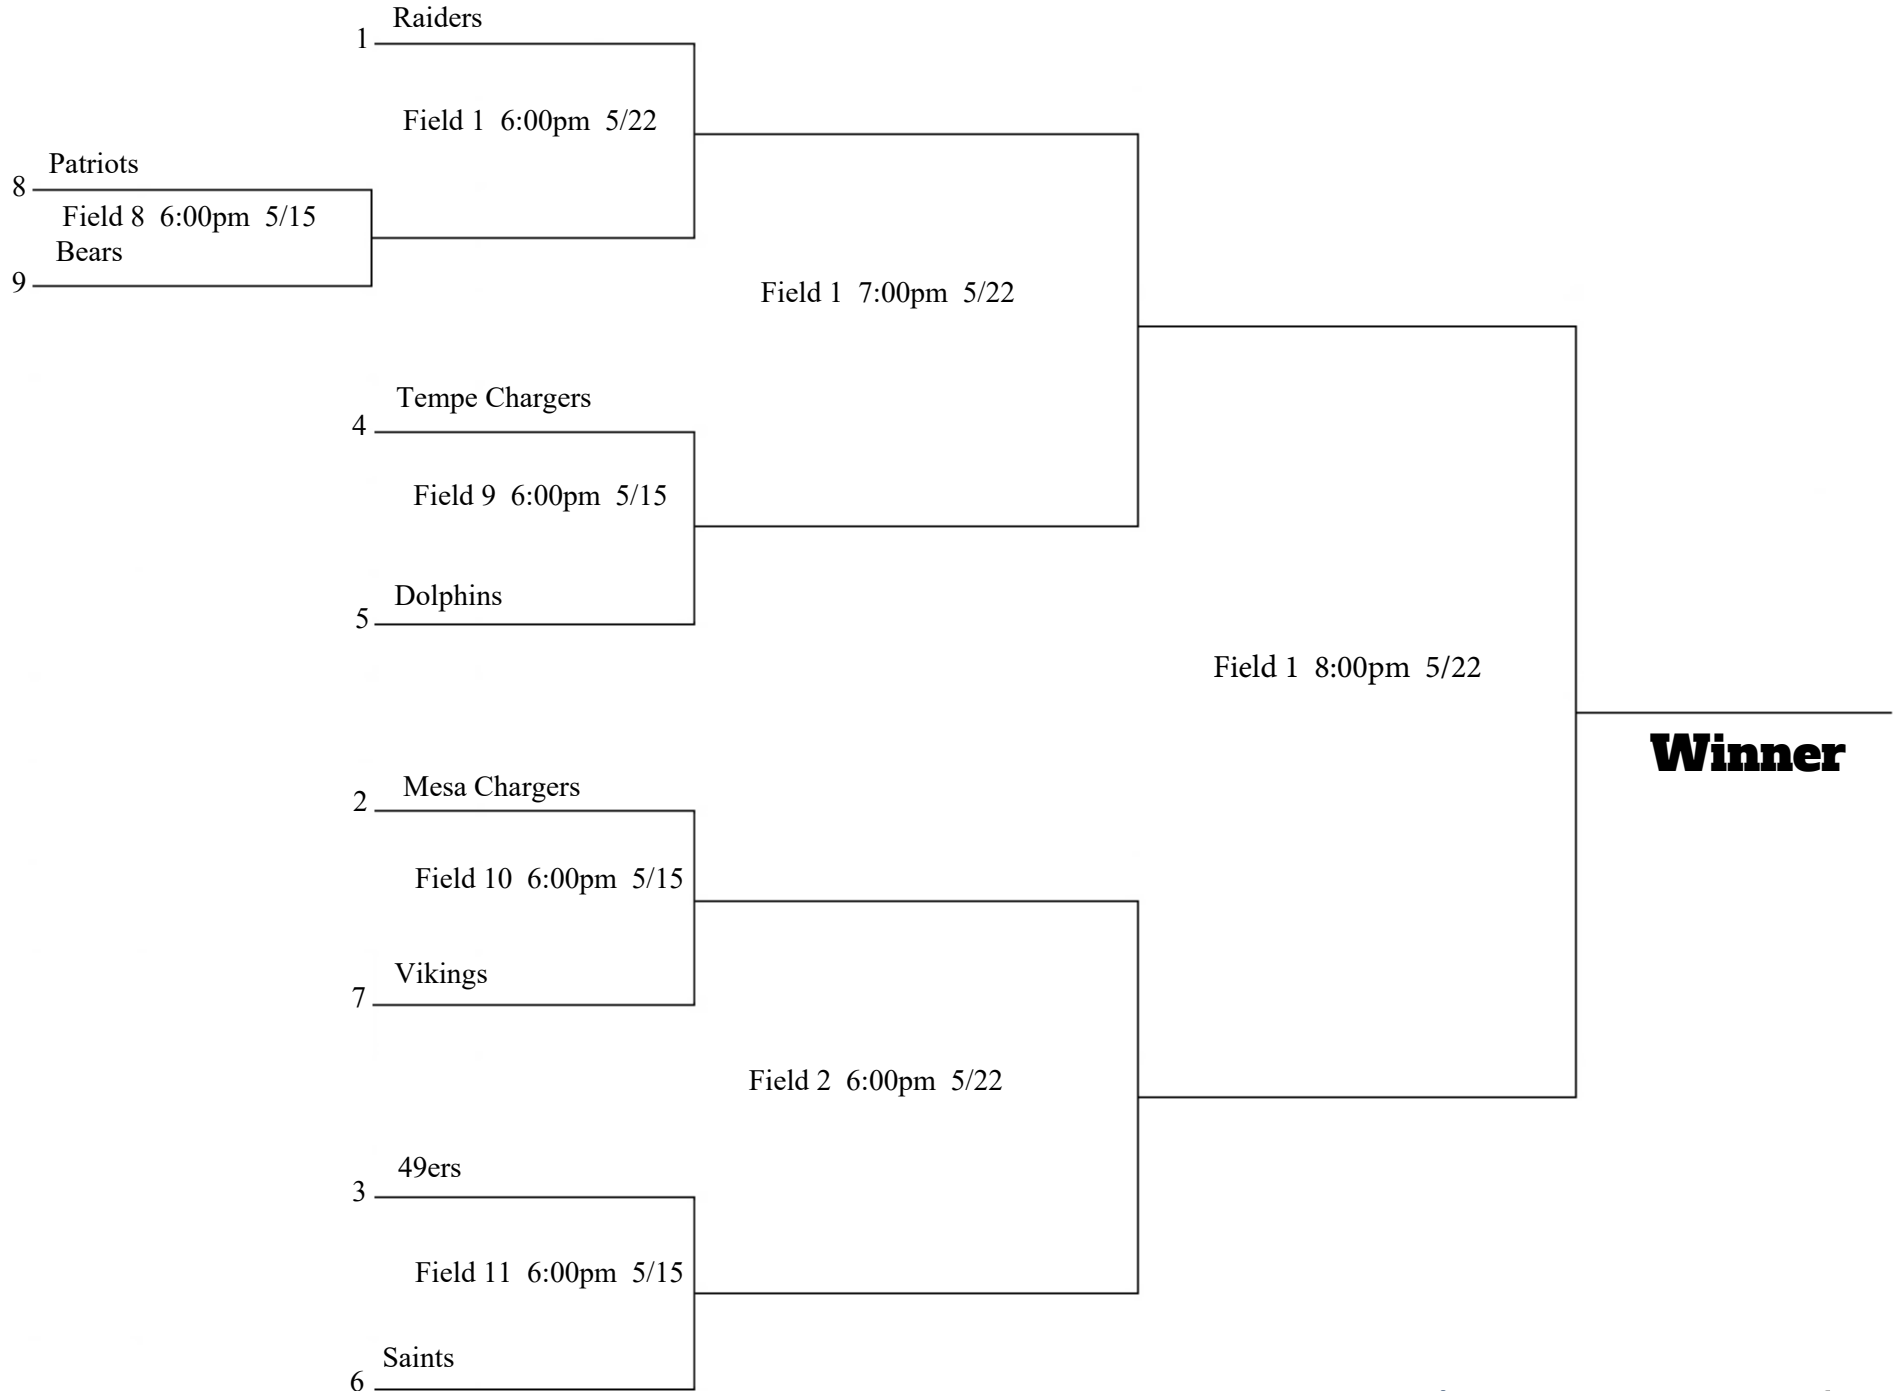 Raiders
1
Field 1 6:00pm 5/22
Patriots
8
Field 8 6:00pm 5/15
Bears
9
Field 1 7:00pm 5/22
Tempe Chargers
4
Field 9 6:00pm 5/15
Dolphins
5
Field 1 8:00pm 5/22
Winner
Mesa Chargers
2
Field 10 6:00pm 5/15
Vikings
7
Field 2 6:00pm 5/22
49ers
3
Field 11 6:00pm 5/15
Saints
6